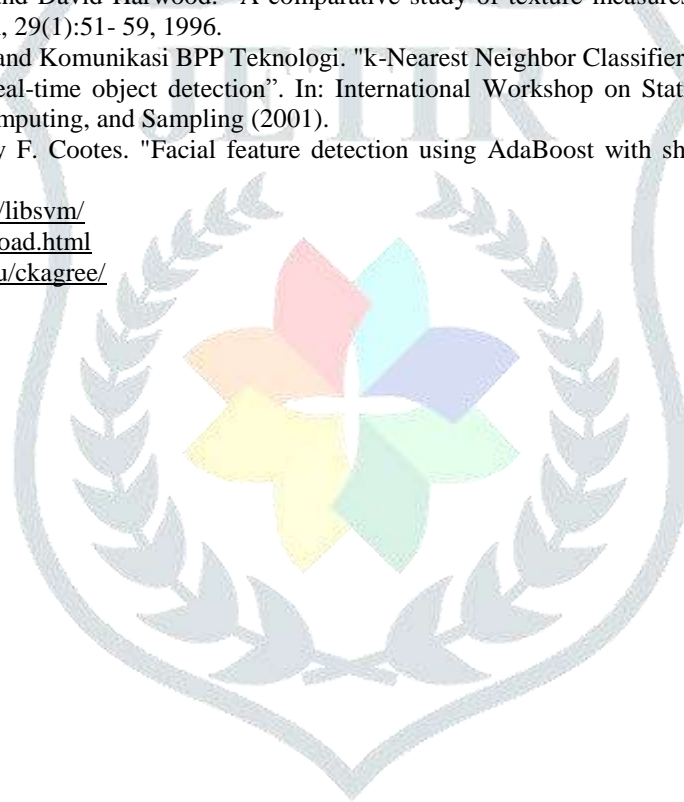 and David Harwood. "A comparative study of texture measures
, 29(1):51- 59, 1996.
and Komunikasi BPP Teknologi. "k-Nearest Neighbor Classifier
eal-time object detection”. In: International Workshop on Stat
mputing, and Sampling (2001).
y F. Cootes. "Facial feature detection using AdaBoost with sh
/libsvm/
oad.html
u/ckagree/
JETIR